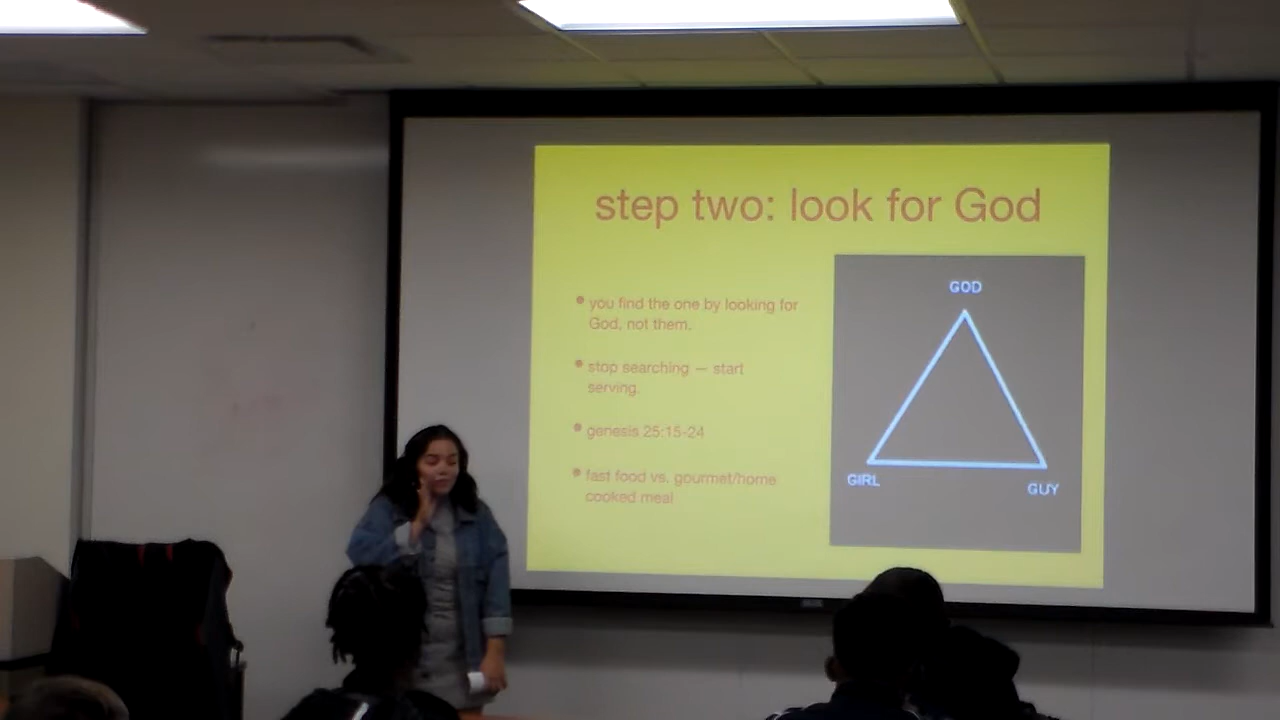 step two: look for God
you find the one by looking for
God, not them.
stop searching — start
serving.
genesis 25:15-24
fast food vs. gourmet/home
cooked meal
GOD
GIRL
GUY